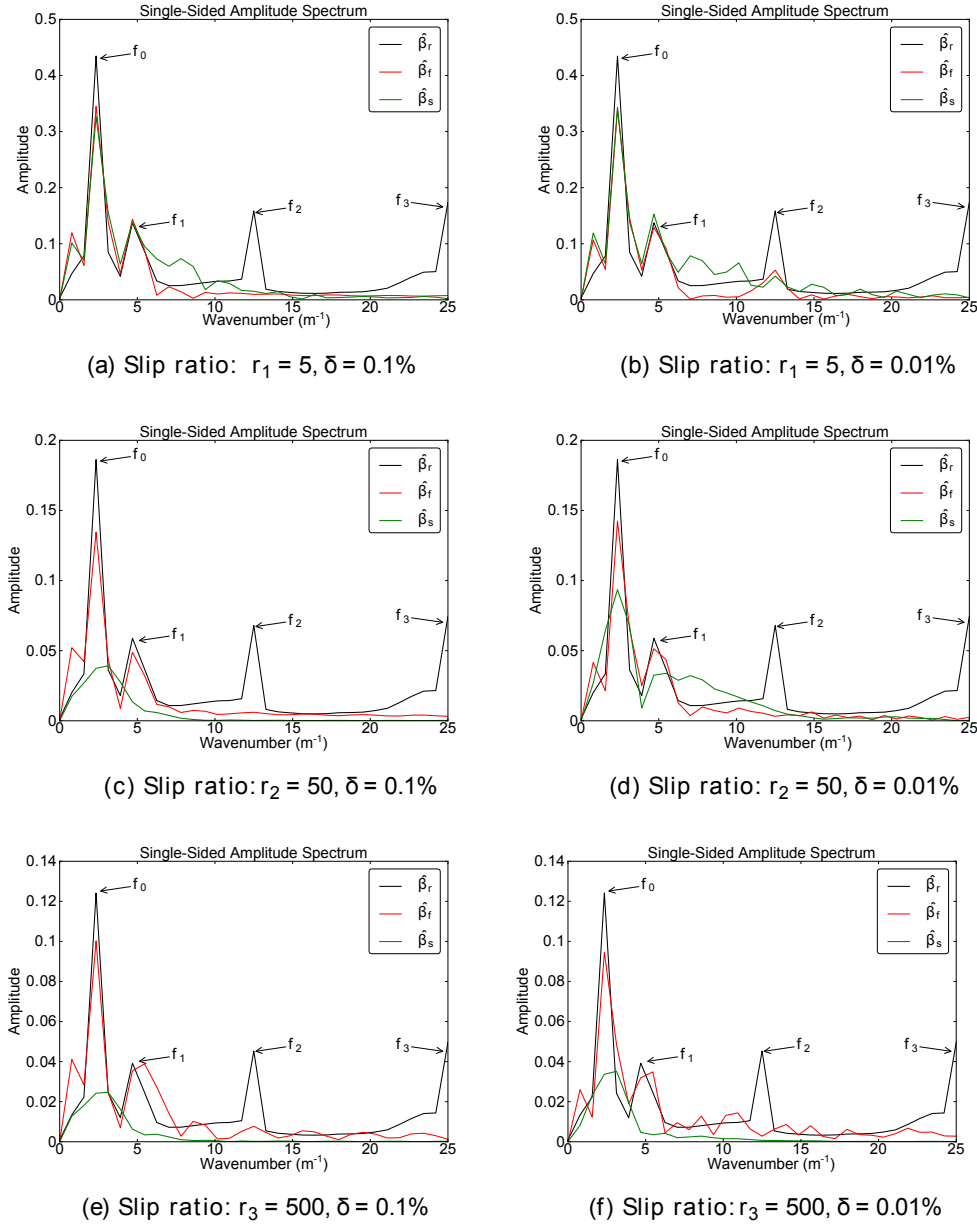 Single-Sided Amplitude Spectrum
0.5
0.4
0.3
0.2
0.1
0
Amplitude
f₀
f₁
f₂
f₃
β̂ᵣ
β̂f
β̂ₛ
0 5 10 15 20 25
Wavenumber (m⁻¹)
(a) Slip ratio: r₁ = 5, δ = 0.1%
Single-Sided Amplitude Spectrum
0.5
0.4
0.3
0.2
0.1
0
Amplitude
f₀
f₁
f₂
f₃
β̂ᵣ
β̂f
β̂ₛ
0 5 10 15 20 25
Wavenumber (m⁻¹)
(b) Slip ratio: r₁ = 5, δ = 0.01%
Single-Sided Amplitude Spectrum
0.2
0.15
0.1
0.05
0
Amplitude
f₀
f₁
f₂
f₃
β̂ᵣ
β̂f
β̂ₛ
0 5 10 15 20 25
Wavenumber (m⁻¹)
(c) Slip ratio: r₂ = 50, δ = 0.1%
Single-Sided Amplitude Spectrum
0.2
0.15
0.1
0.05
0
Amplitude
f₀
f₁
f₂
f₃
β̂ᵣ
β̂f
β̂ₛ
0 5 10 15 20 25
Wavenumber (m⁻¹)
(d) Slip ratio: r₂ = 50, δ = 0.01%
Single-Sided Amplitude Spectrum
0.14
0.12
0.1
0.08
0.06
0.04
0.02
0
Amplitude
f₀
f₁
f₂
f₃
β̂ᵣ
β̂f
β̂ₛ
0 5 10 15 20 25
Wavenumber (m⁻¹)
(e) Slip ratio: r₃ = 500, δ = 0.1%
Single-Sided Amplitude Spectrum
0.14
0.12
0.1
0.08
0.06
0.04
0.02
0
Amplitude
f₀
f₁
f₂
f₃
β̂ᵣ
β̂f
β̂ₛ
0 5 10 15 20 25
Wavenumber (m⁻¹)
(f) Slip ratio: r₃ = 500, δ = 0.01%